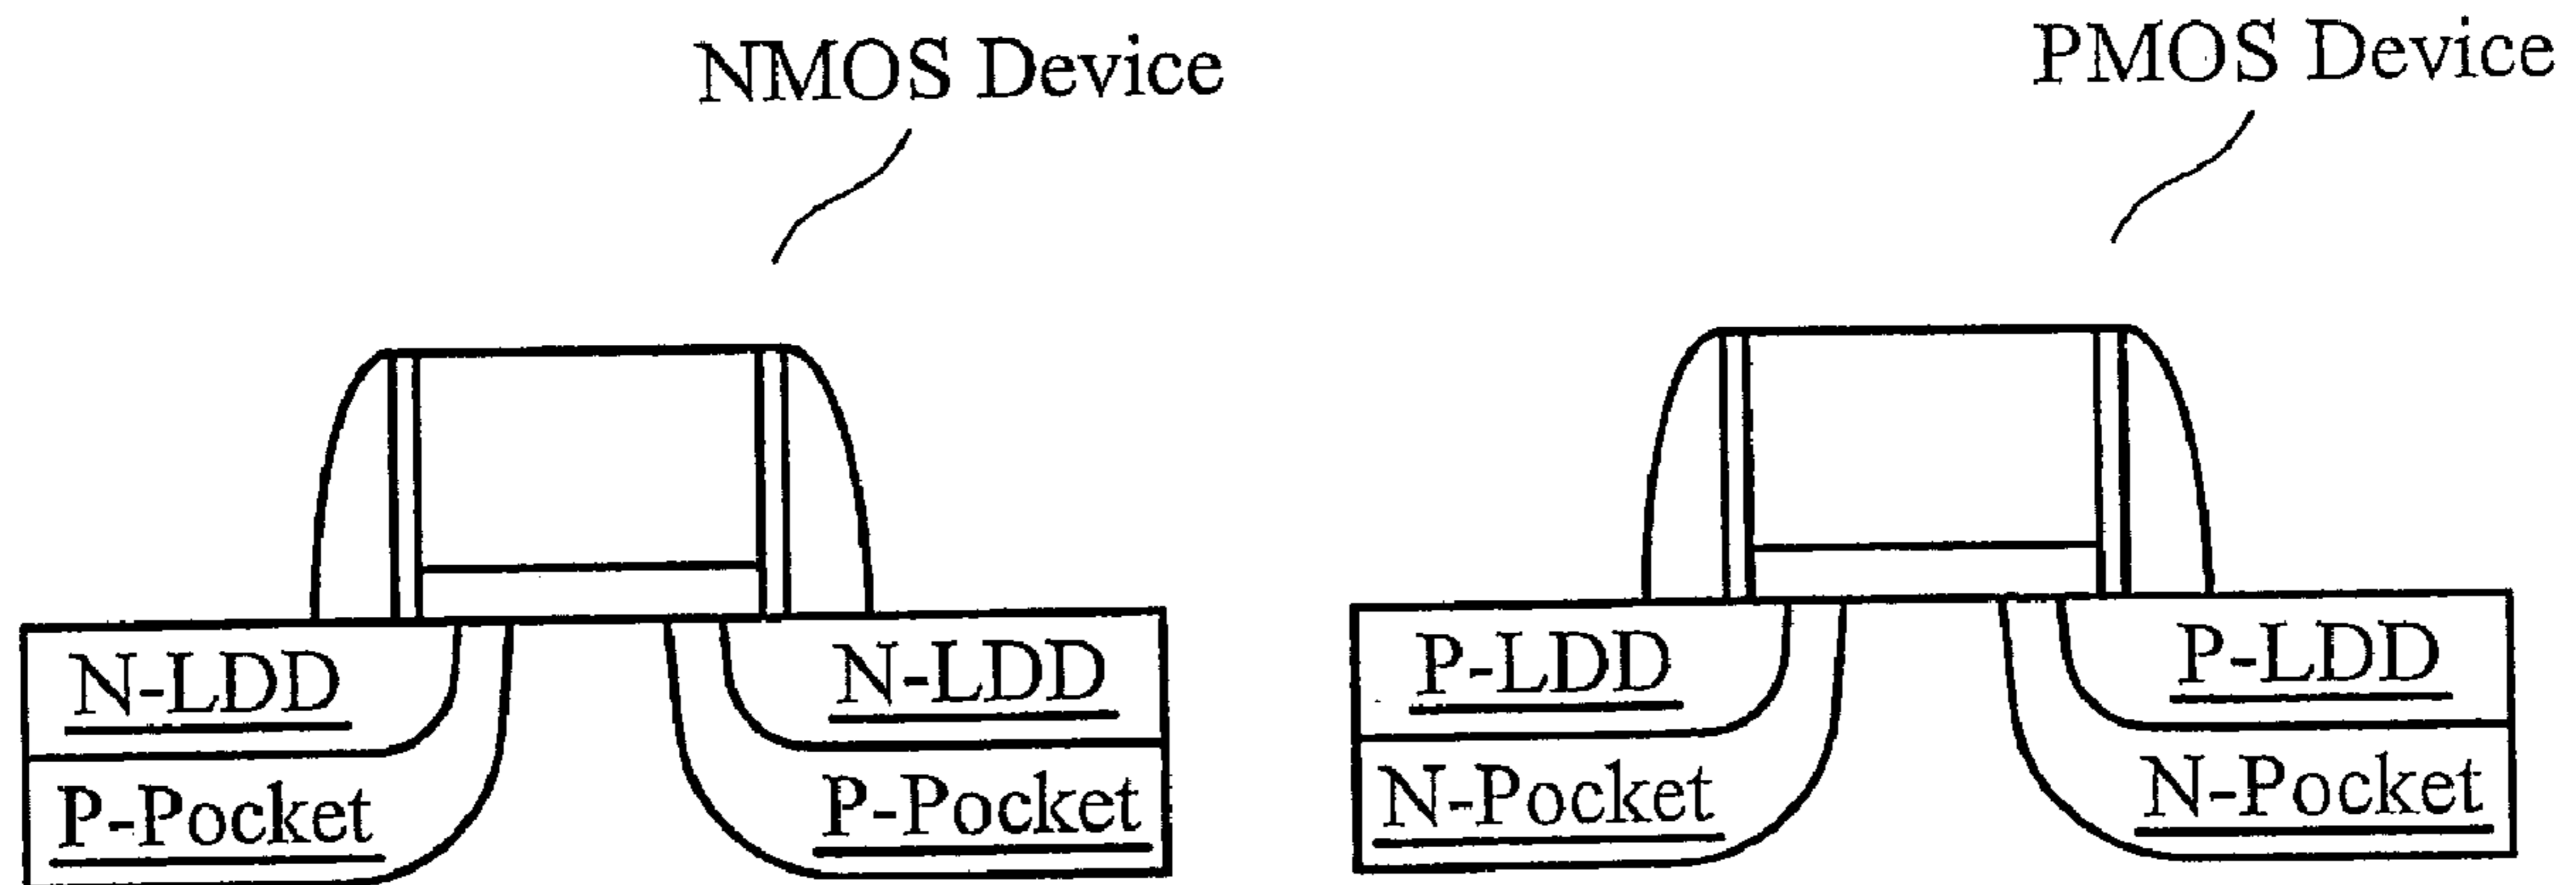 NMOS Device
PMOS Device
N-LDD
N-LDD
P-LDD
P-LDD
P-Pocket
P-Pocket
N-Pocket
N-Pocket